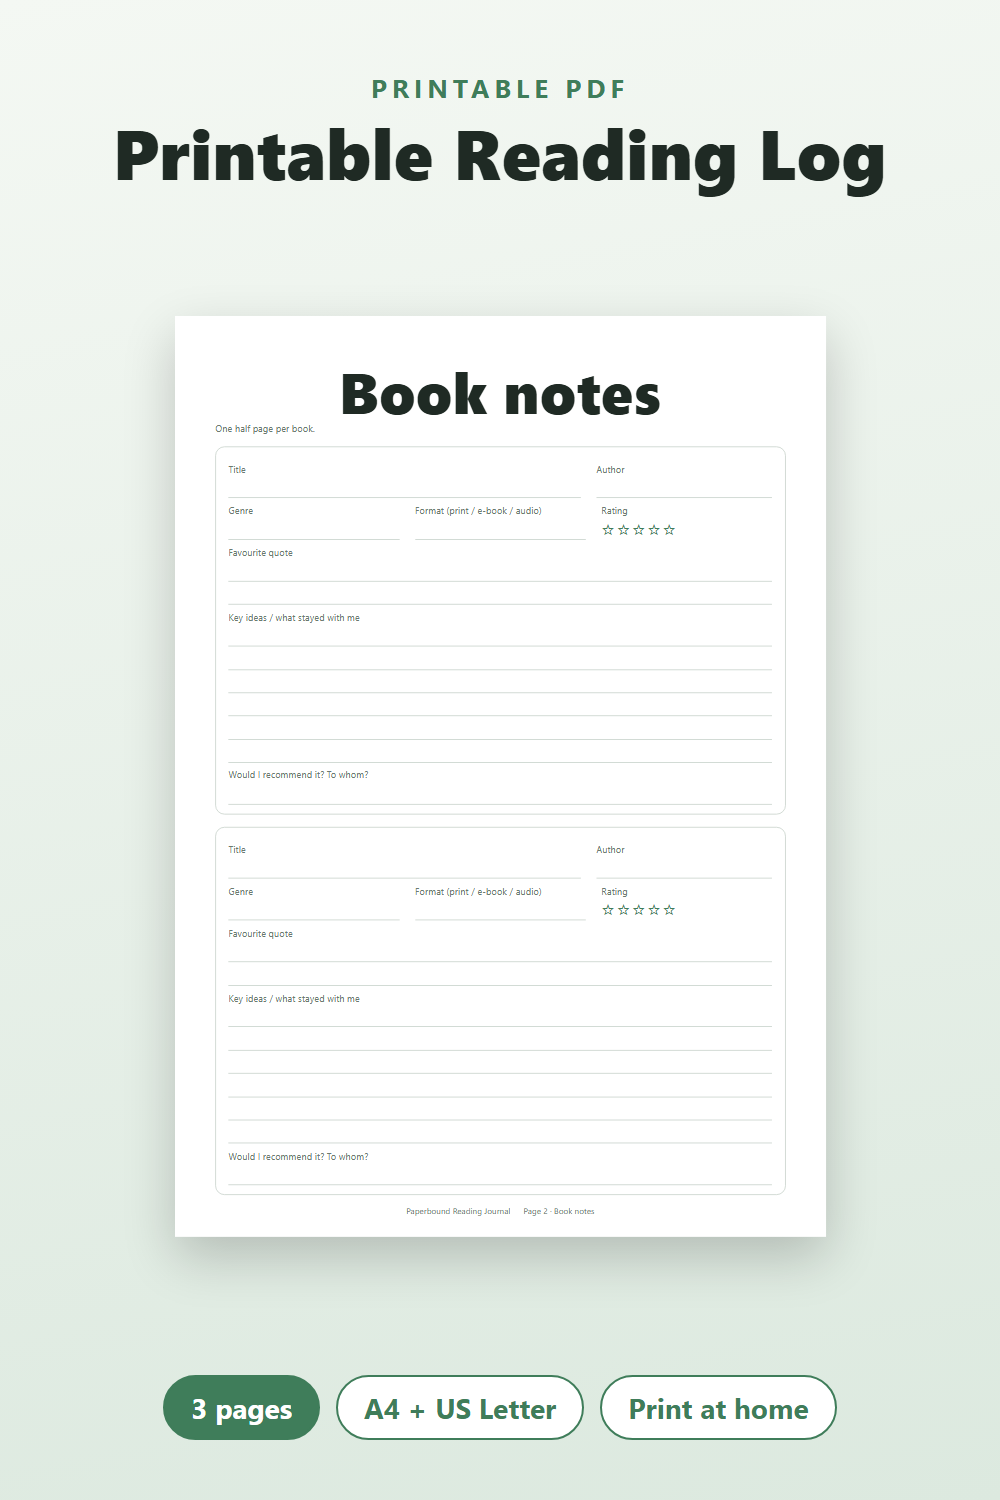 PRINTABLE PDF
Printable Reading Log
Book notes
One half page per book.
Title Author
Genre Format (print / e-book / audio) Rating
☆☆☆☆☆
Favourite quote
Key ideas / what stayed with me
Would I recommend it? To whom?
Title Author
Genre Format (print / e-book / audio) Rating
☆☆☆☆☆
Favourite quote
Key ideas / what stayed with me
Would I recommend it? To whom?
Paperbound Reading Journal Page 2 · Book notes
3 pages A4 + US Letter Print at home